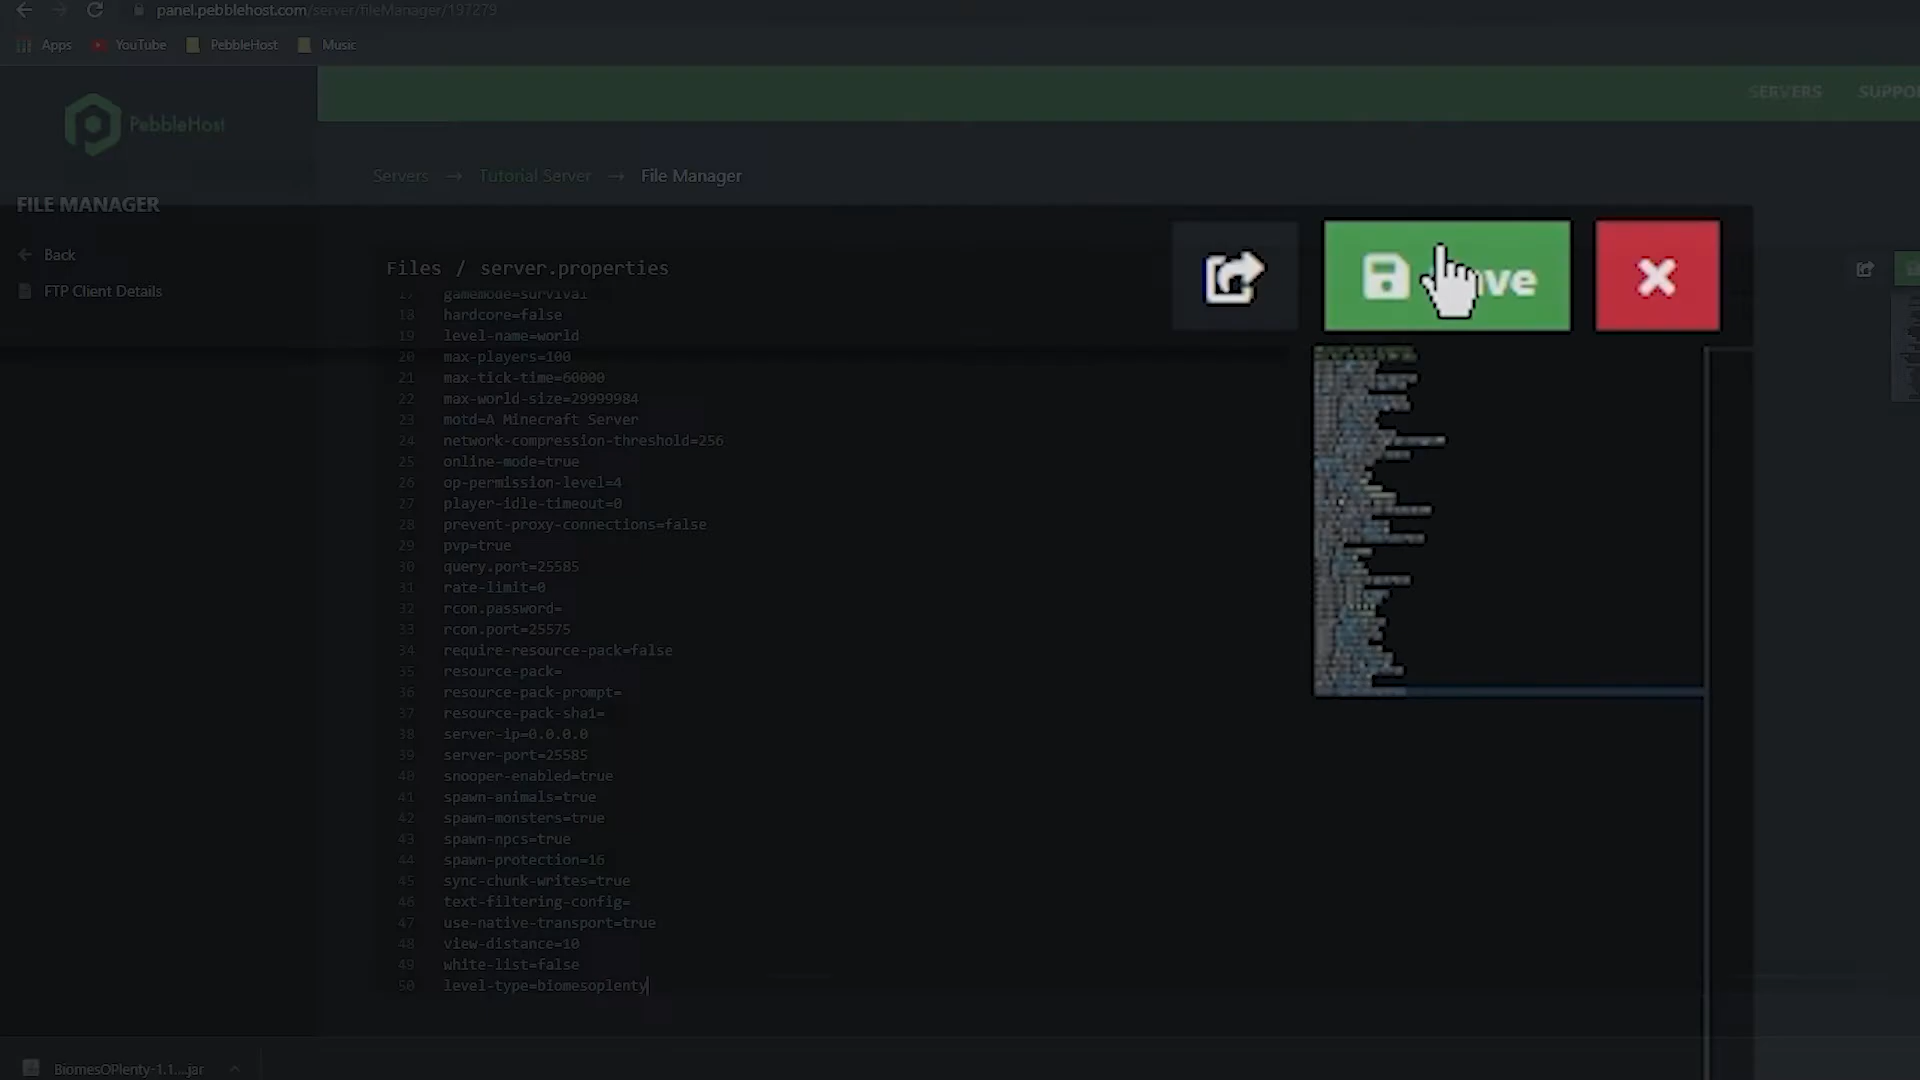 panel.pebblehost.com/server/fileManager/197279
Apps YouTube PebbleHost Music
SERVERS
PebbleHost
Servers → Tutorial Server → File Manager
FILE MANAGER
← Back
FTP Client Details
Files / server.properties
17 gamemode=survival
18 hardcore=false
19 level-name=world
20 max-players=100
21 max-tick-time=60000
22 max-world-size=29999984
23 motd=A Minecraft Server
24 network-compression-threshold=256
25 online-mode=true
26 op-permission-level=4
27 player-idle-timeout=0
28 prevent-proxy-connections=false
29 pvp=true
30 query.port=25585
31 rate-limit=0
32 rcon.password=
33 rcon.port=25575
34 require-resource-pack=false
35 resource-pack=
36 resource-pack-prompt=
37 resource-pack-sha1=
38 server-ip=0.0.0.0
39 server-port=25585
40 snooper-enabled=true
41 spawn-animals=true
42 spawn-monsters=true
43 spawn-npcs=true
44 spawn-protection=16
45 sync-chunk-writes=true
46 text-filtering-config=
47 use-native-transport=true
48 view-distance=10
49 white-list=false
50 level-type=biomesoplenty
BiomesOPlenty-1.1....jar